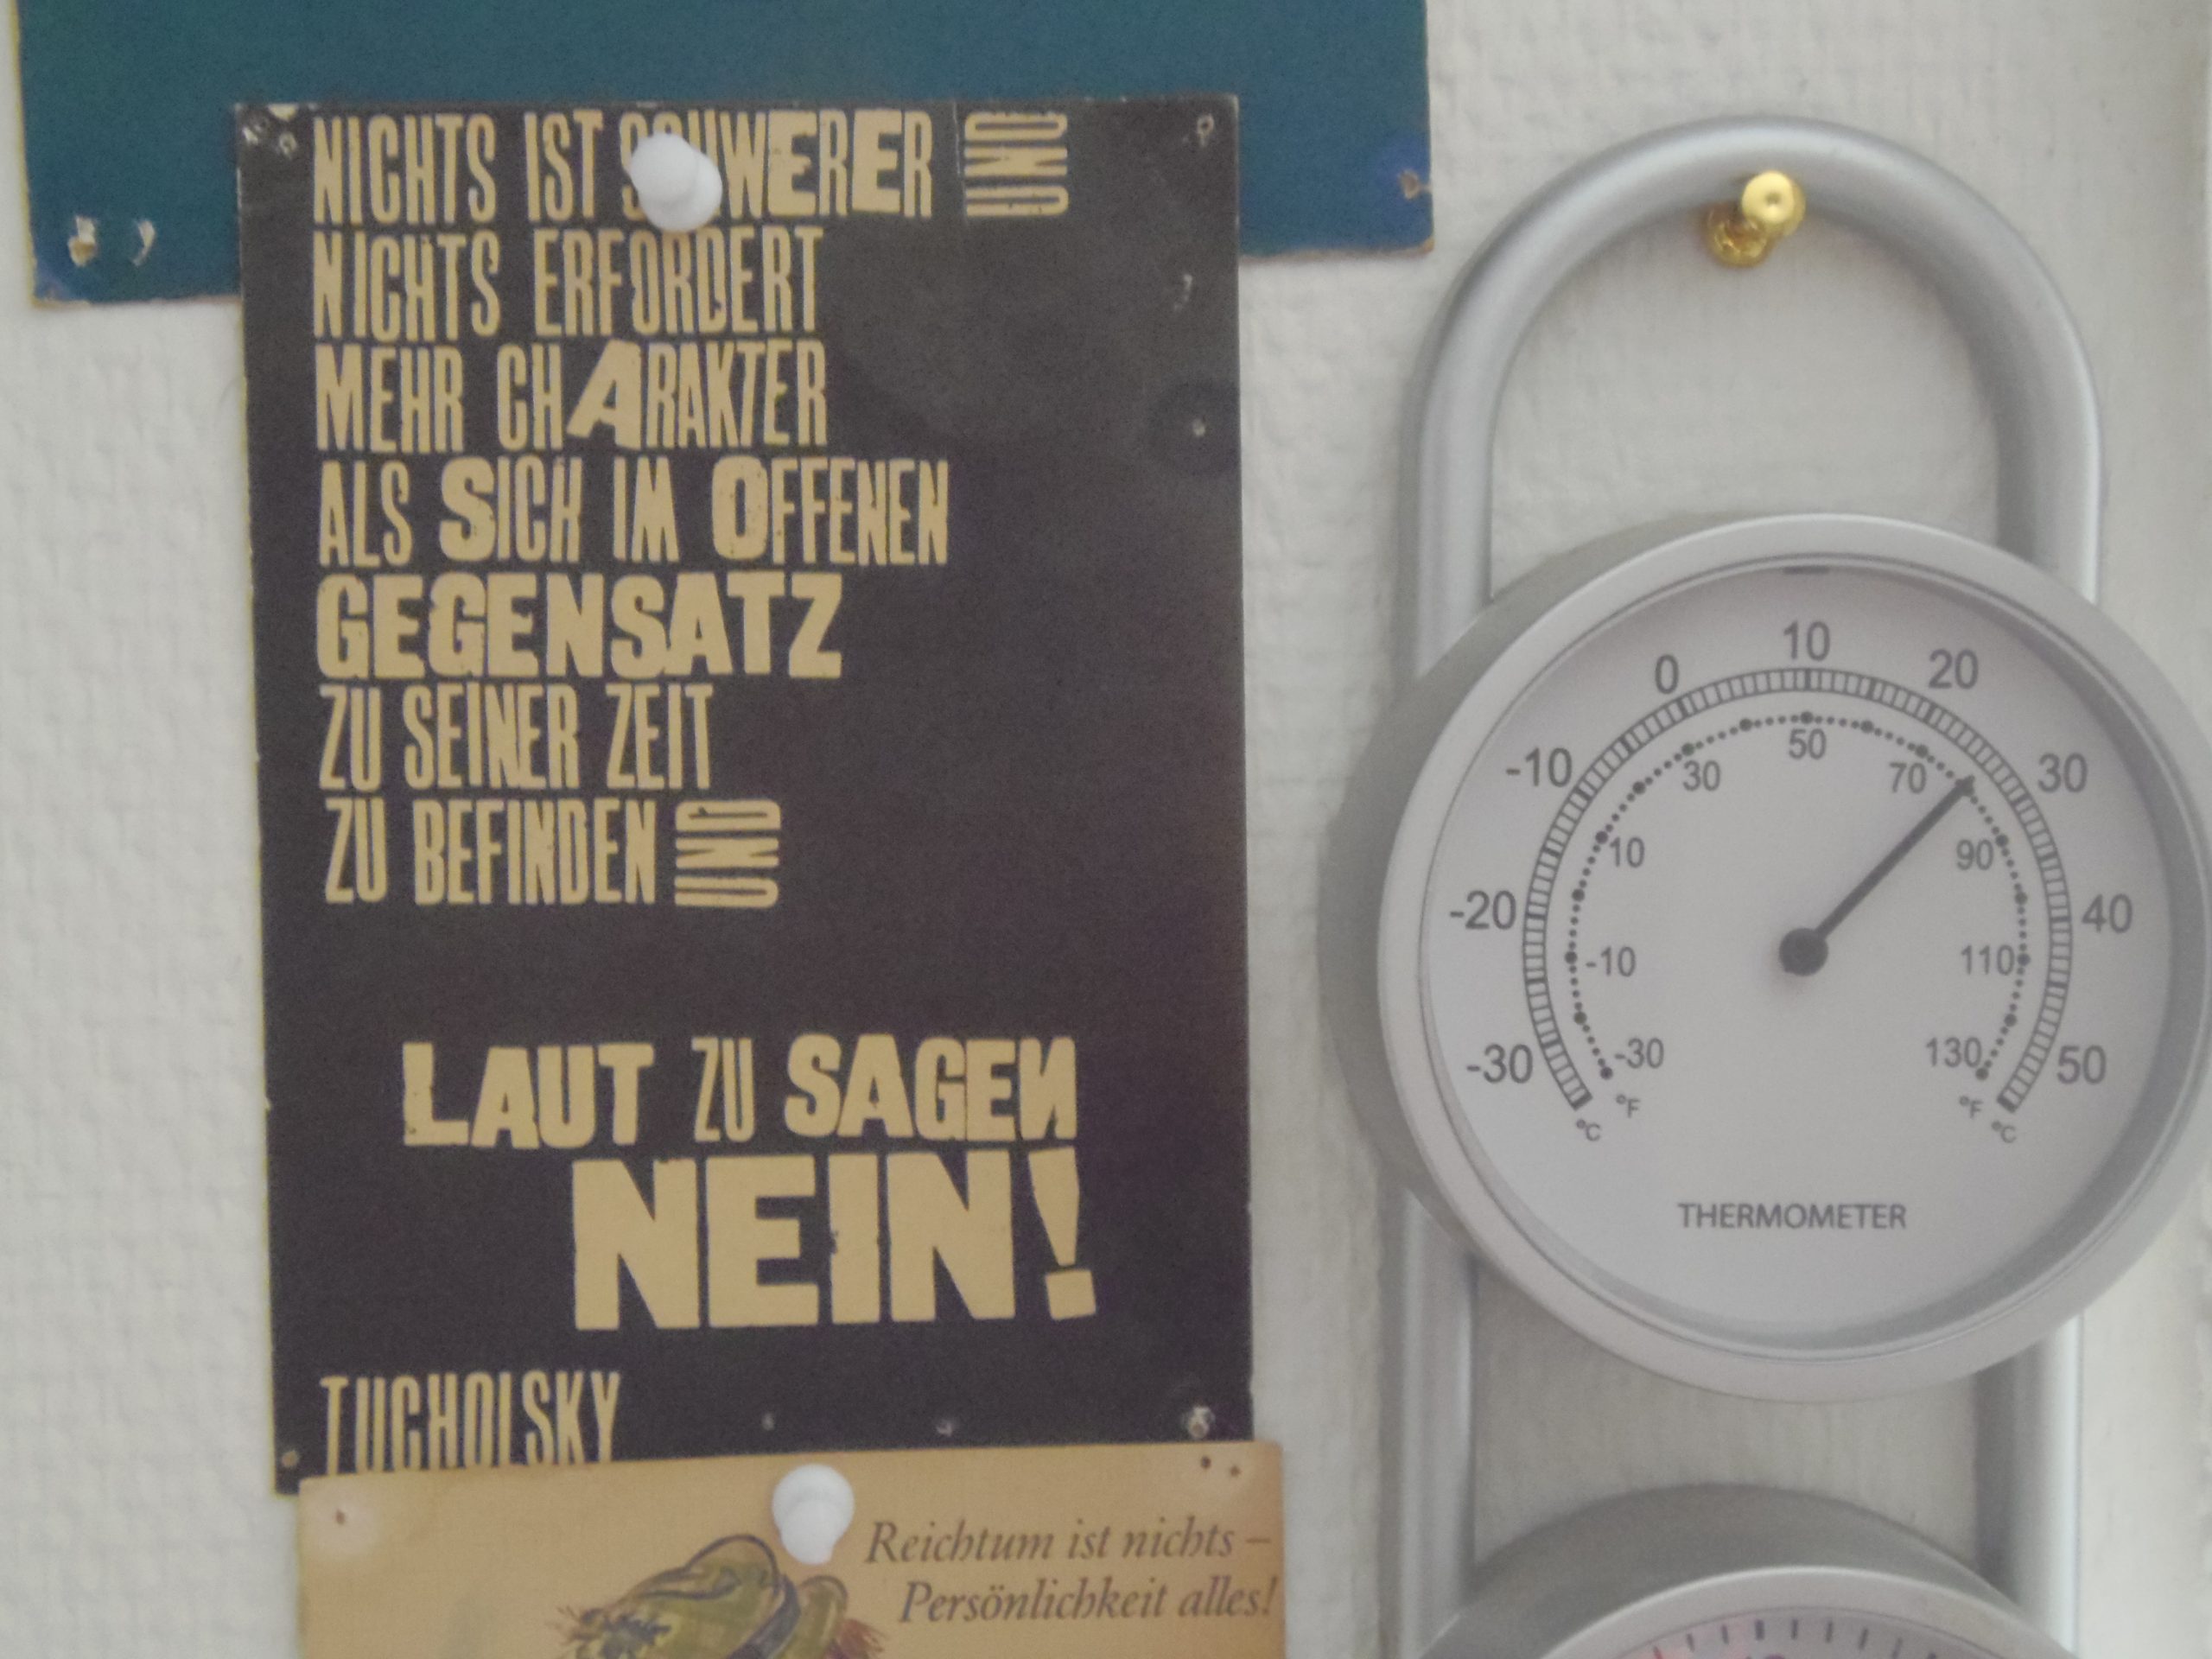 NICHTS IST SCHWERER UND
NICHTS ERFORDERT
MEHR CHARAKTER
ALS SICH IM OFFENEN
GEGENSATZ
ZU SEINER ZEIT
ZU BEFINDEN UND
LAUT ZU SAGEN
NEIN!
TUCHOLSKY
Reichtum ist nichts –
Persönlichkeit alles!
-30 -20 -10 0 10 20 30 40 50
-30 -10 10 30 50 70 90 110 130
°F °F
°C °C
THERMOMETER